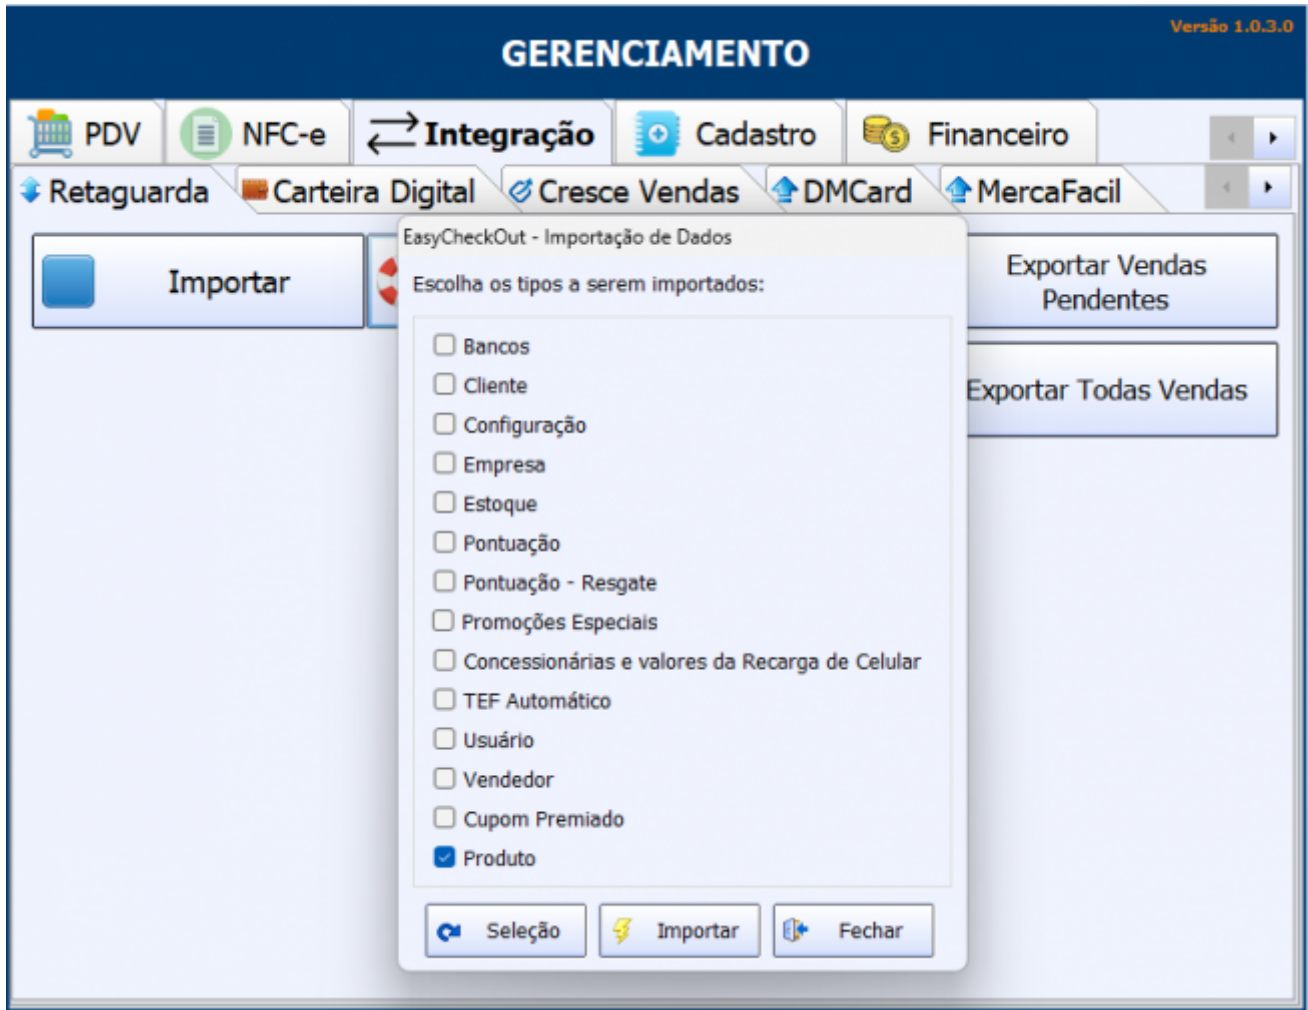 Versão 1.0.3.0
GERENCIAMENTO
PDV
NFC-e
Integração
Cadastro
Financeiro
Retaguarda
Carteira Digital
Cresce Vendas
DMCard
MercaFacil
Importar
Exportar Vendas
Pendentes
Exportar Todas Vendas
EasyCheckOut - Importação de Dados
Escolha os tipos a serem importados:
Bancos
Cliente
Configuração
Empresa
Estoque
Pontuação
Pontuação - Resgate
Promoções Especiais
Concessionárias e valores da Recarga de Celular
TEF Automático
Usuário
Vendedor
Cupom Premiado
Produto
Seleção
Importar
Fechar